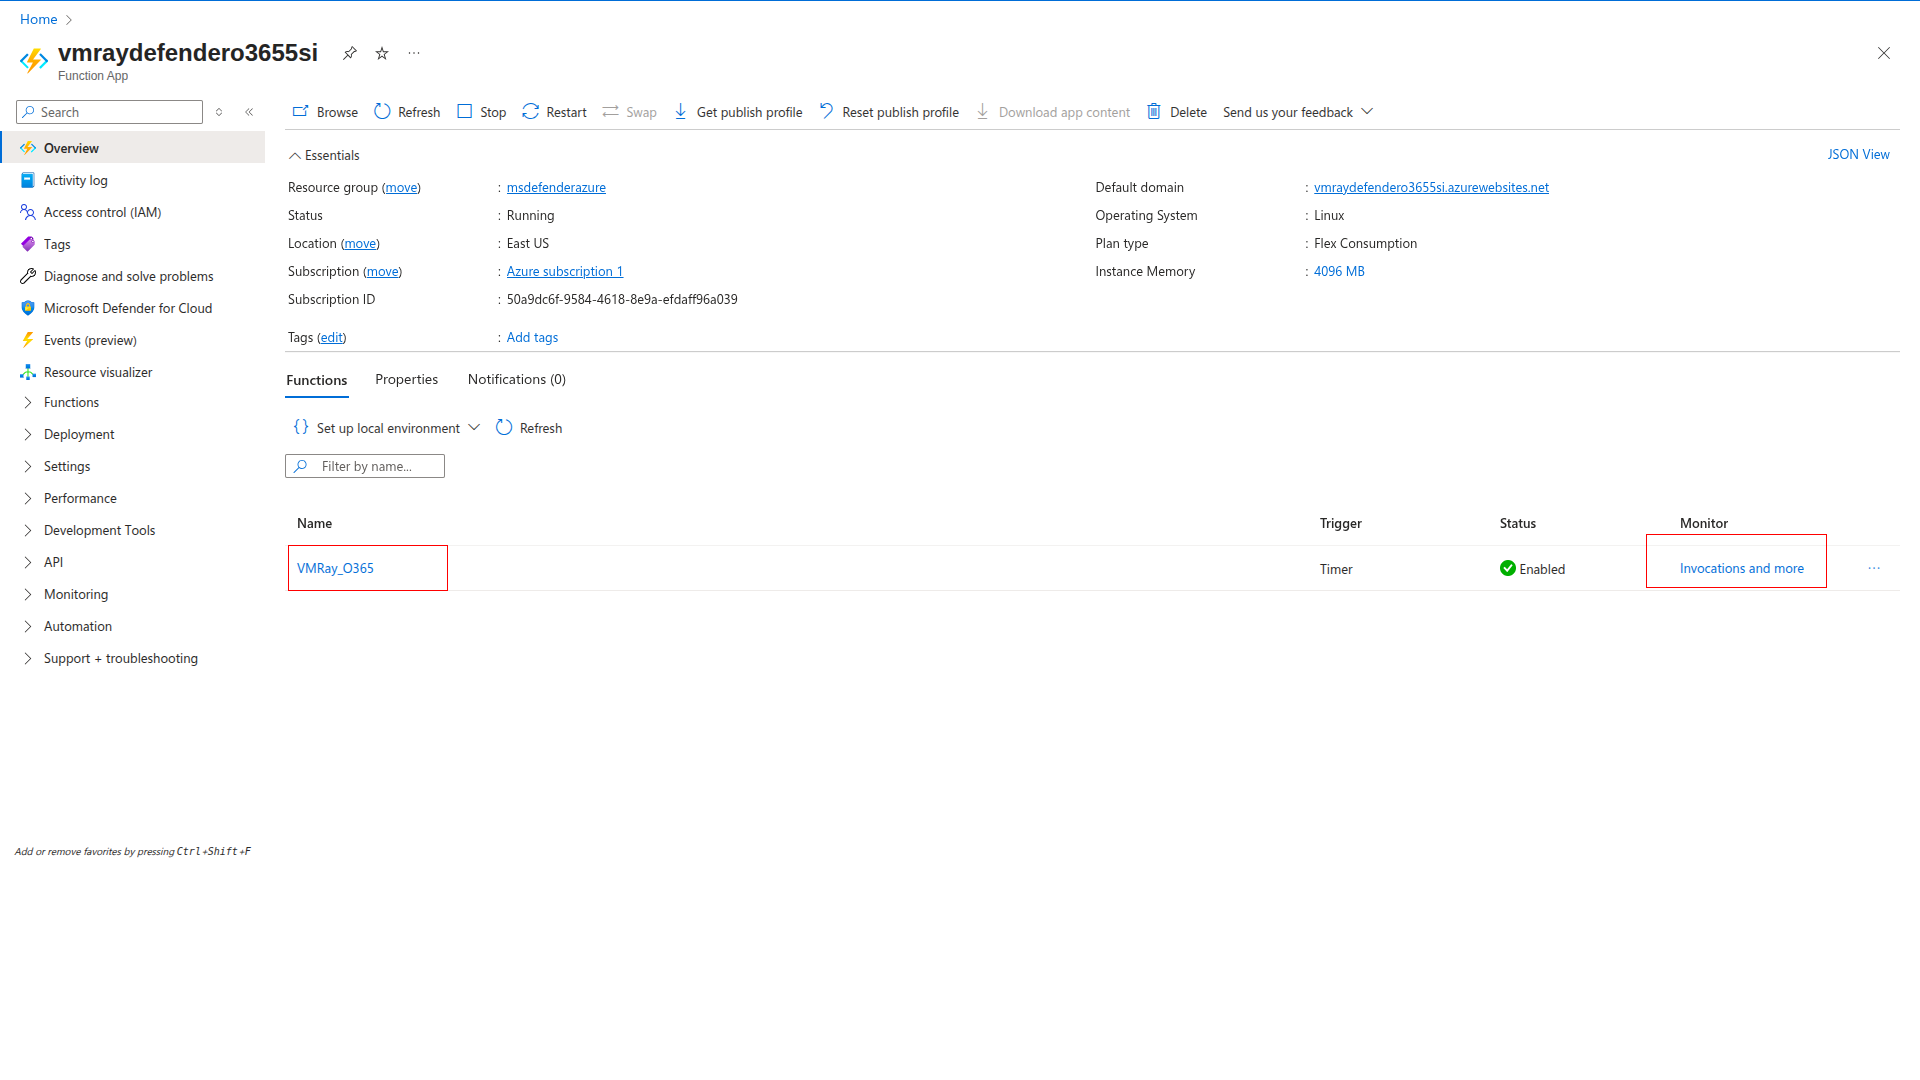 Home
vmraydefendero3655si
Function App
Search
Browse Refresh Stop Restart Swap Get publish profile Reset publish profile Download app content Delete Send us your feedback
Overview
Activity log
Access control (IAM)
Tags
Diagnose and solve problems
Microsoft Defender for Cloud
Events (preview)
Resource visualizer
Functions
Deployment
Settings
Performance
Development Tools
API
Monitoring
Automation
Support + troubleshooting
Add or remove favorites by pressing Ctrl+Shift+F
Essentials
JSON View
Resource group (move) : msdefenderazure
Status : Running
Location (move) : East US
Subscription (move) : Azure subscription 1
Subscription ID : 50a9dc6f-9584-4618-8e9a-efdaff96a039
Tags (edit) : Add tags
Default domain : vmraydefendero3655si.azurewebsites.net
Operating System : Linux
Plan type : Flex Consumption
Instance Memory : 4096 MB
Functions Properties Notifications (0)
{} Set up local environment Refresh
Filter by name...
Name Trigger Status Monitor
VMRay_O365 Timer Enabled Invocations and more